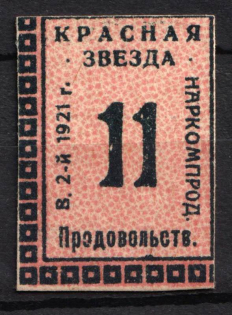 КРАСНАЯ
ЗВЕЗДА
В. 2-й 1921 г.
11
НАРКОМПРОД.
Продовольств.